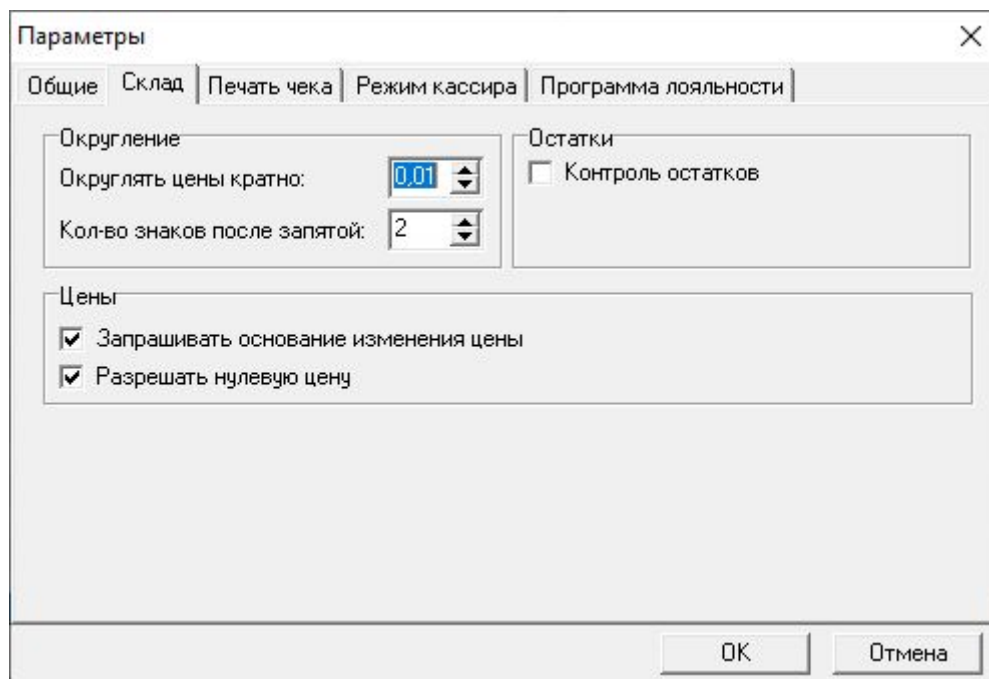 Параметры
Общие Склад Печать чека Режим кассира Программа лояльности
Округление
Округлять цены кратно: 0,01
Кол-во знаков после запятой: 2
Остатки
Контроль остатков
Цены
Запрашивать основание изменения цены
Разрешать нулевую цену
OK Отмена